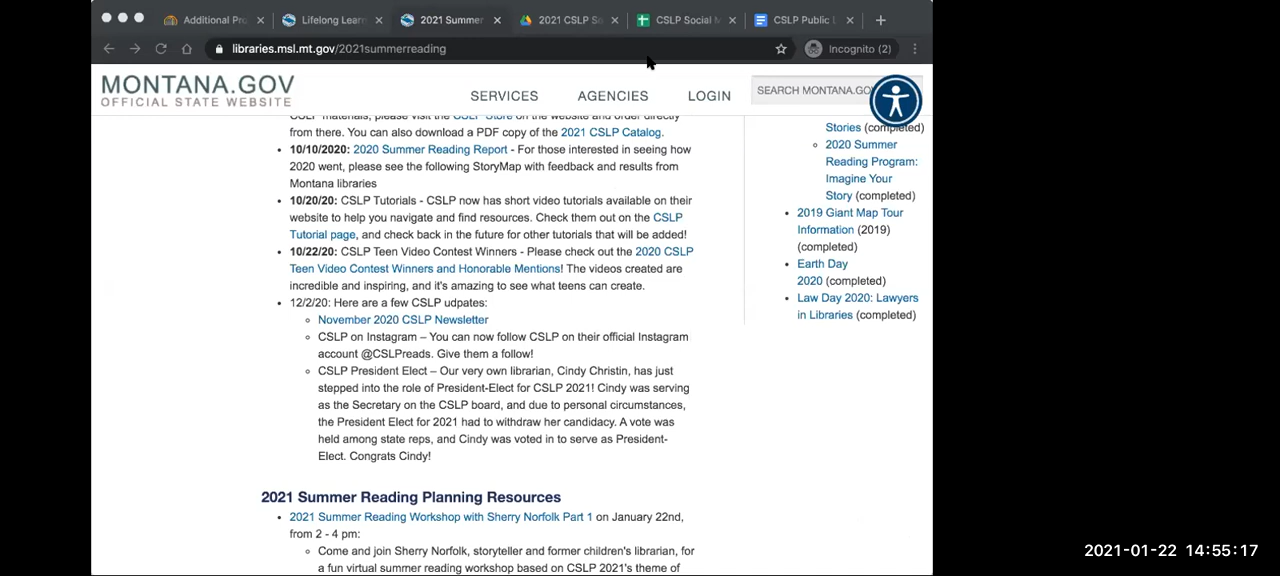 Additional Pro
Lifelong Learn
2021 Summer
2021 CSLP So
CSLP Social M
CSLP Public L
libraries.msl.mt.gov/2021summerreading
Incognito (2)
MONTANA.GOV
OFFICIAL STATE WEBSITE
SERVICES
AGENCIES
LOGIN
SEARCH MONTANA.GO
CSLP materials, please visit the CSLP Store on the website and order directly
from there. You can also download a PDF copy of the 2021 CSLP Catalog.
10/10/2020: 2020 Summer Reading Report - For those interested in seeing how
2020 went, please see the following StoryMap with feedback and results from
Montana libraries
10/20/20: CSLP Tutorials - CSLP now has short video tutorials available on their
website to help you navigate and find resources. Check them out on the CSLP
Tutorial page, and check back in the future for other tutorials that will be added!
10/22/20: CSLP Teen Video Contest Winners - Please check out the 2020 CSLP
Teen Video Contest Winners and Honorable Mentions! The videos created are
incredible and inspiring, and it's amazing to see what teens can create.
12/2/20: Here are a few CSLP udpates:
November 2020 CSLP Newsletter
CSLP on Instagram – You can now follow CSLP on their official Instagram
account @CSLPreads. Give them a follow!
CSLP President Elect – Our very own librarian, Cindy Christin, has just
stepped into the role of President-Elect for CSLP 2021! Cindy was serving
as the Secretary on the CSLP board, and due to personal circumstances,
the President Elect for 2021 had to withdraw her candidacy. A vote was
held among state reps, and Cindy was voted in to serve as President-
Elect. Congrats Cindy!
2021 Summer Reading Planning Resources
2021 Summer Reading Workshop with Sherry Norfolk Part 1 on January 22nd,
from 2 - 4 pm:
Come and join Sherry Norfolk, storyteller and former children's librarian, for
a fun virtual summer reading workshop based on CSLP 2021's theme of
Stories (completed)
2020 Summer
Reading Program:
Imagine Your
Story (completed)
2019 Giant Map Tour
Information (2019)
(completed)
Earth Day
2020 (completed)
Law Day 2020: Lawyers
in Libraries (completed)
2021-01-22 14:55:17